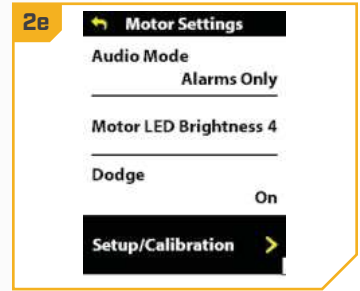 2e
Motor Settings
Audio Mode
Alarms Only
Motor LED Brightness 4
Dodge
On
Setup/Calibration >